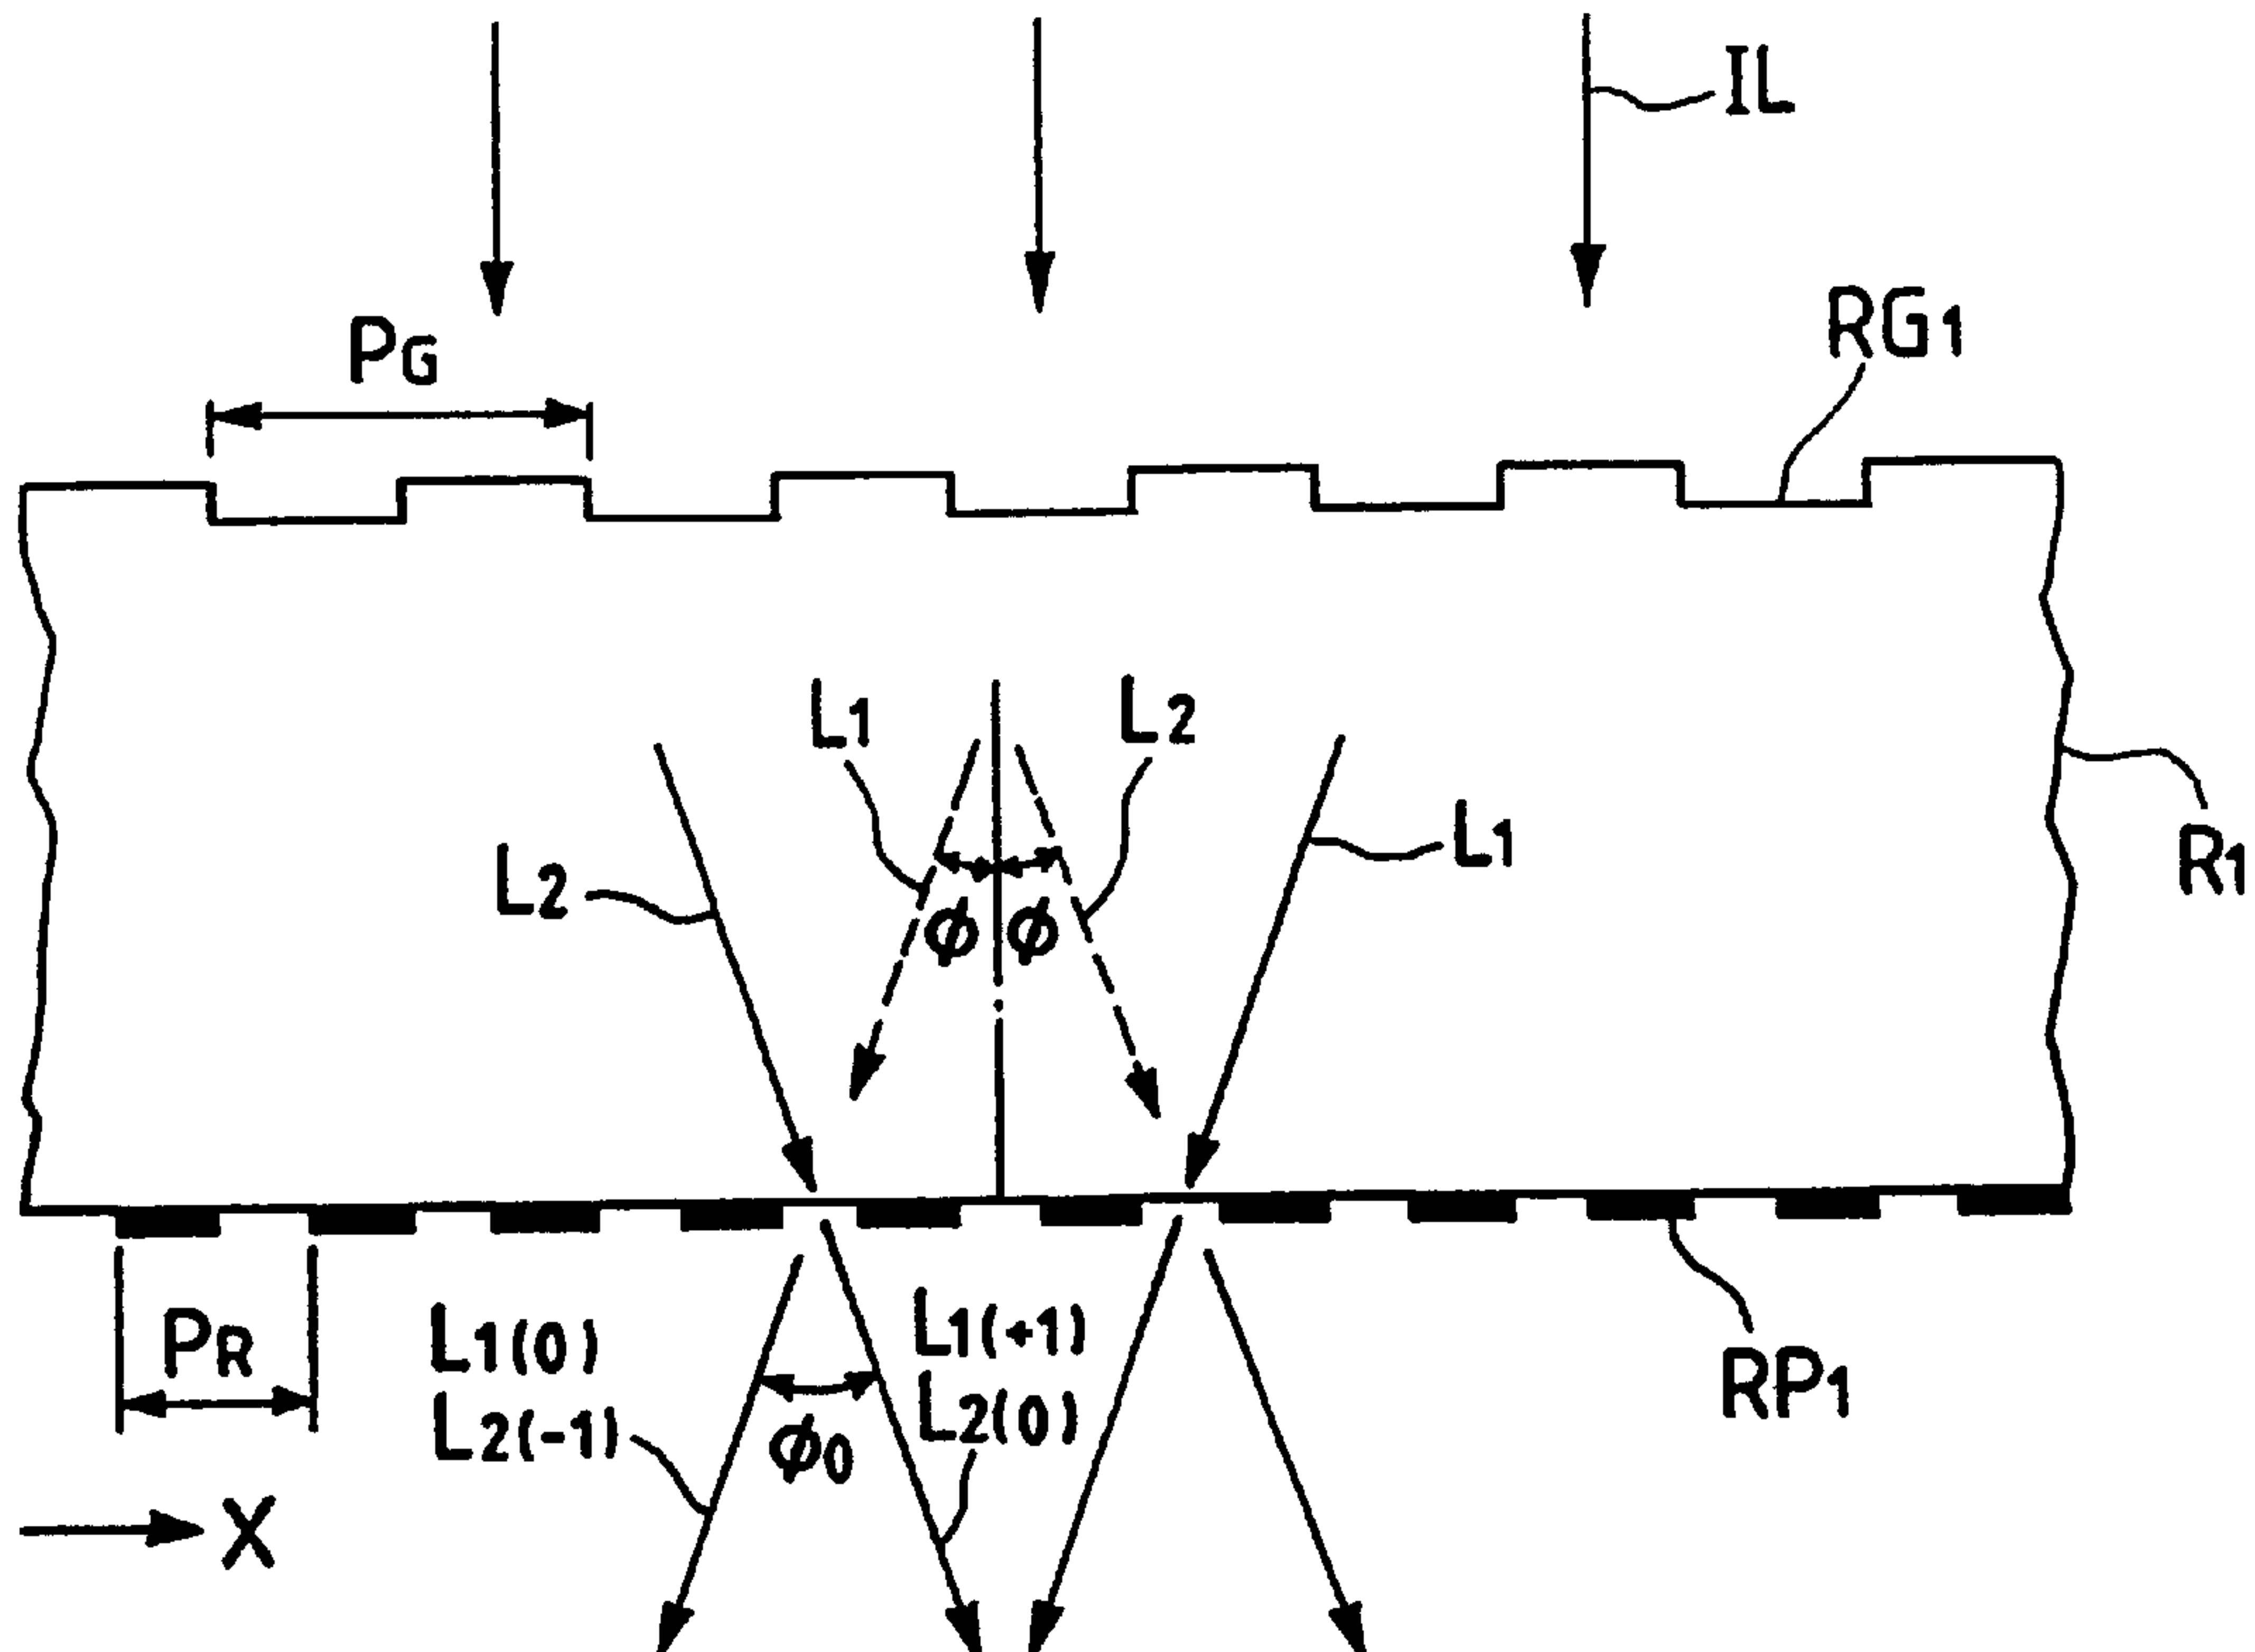 IL
PG
RG1
L1
L2
L2
L1
R1
ϕ ϕ
PR
L1(0)
L2(-1)
ϕ0
L1(+1)
L2(0)
RP1
X